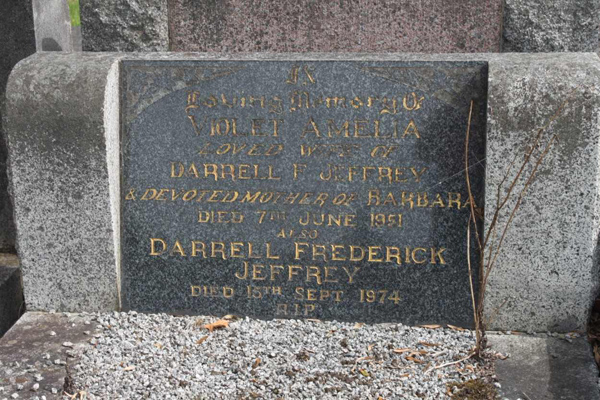 In
Loving Memory Of
VIOLET AMELIA
LOVED WIFE OF
DARRELL F. JEFFREY
& DEVOTED MOTHER OF BARBARA,
DIED 7TH JUNE 1951
ALSO
DARRELL FREDERICK
JEFFREY
DIED 15TH SEPT 1974
R.I.P.